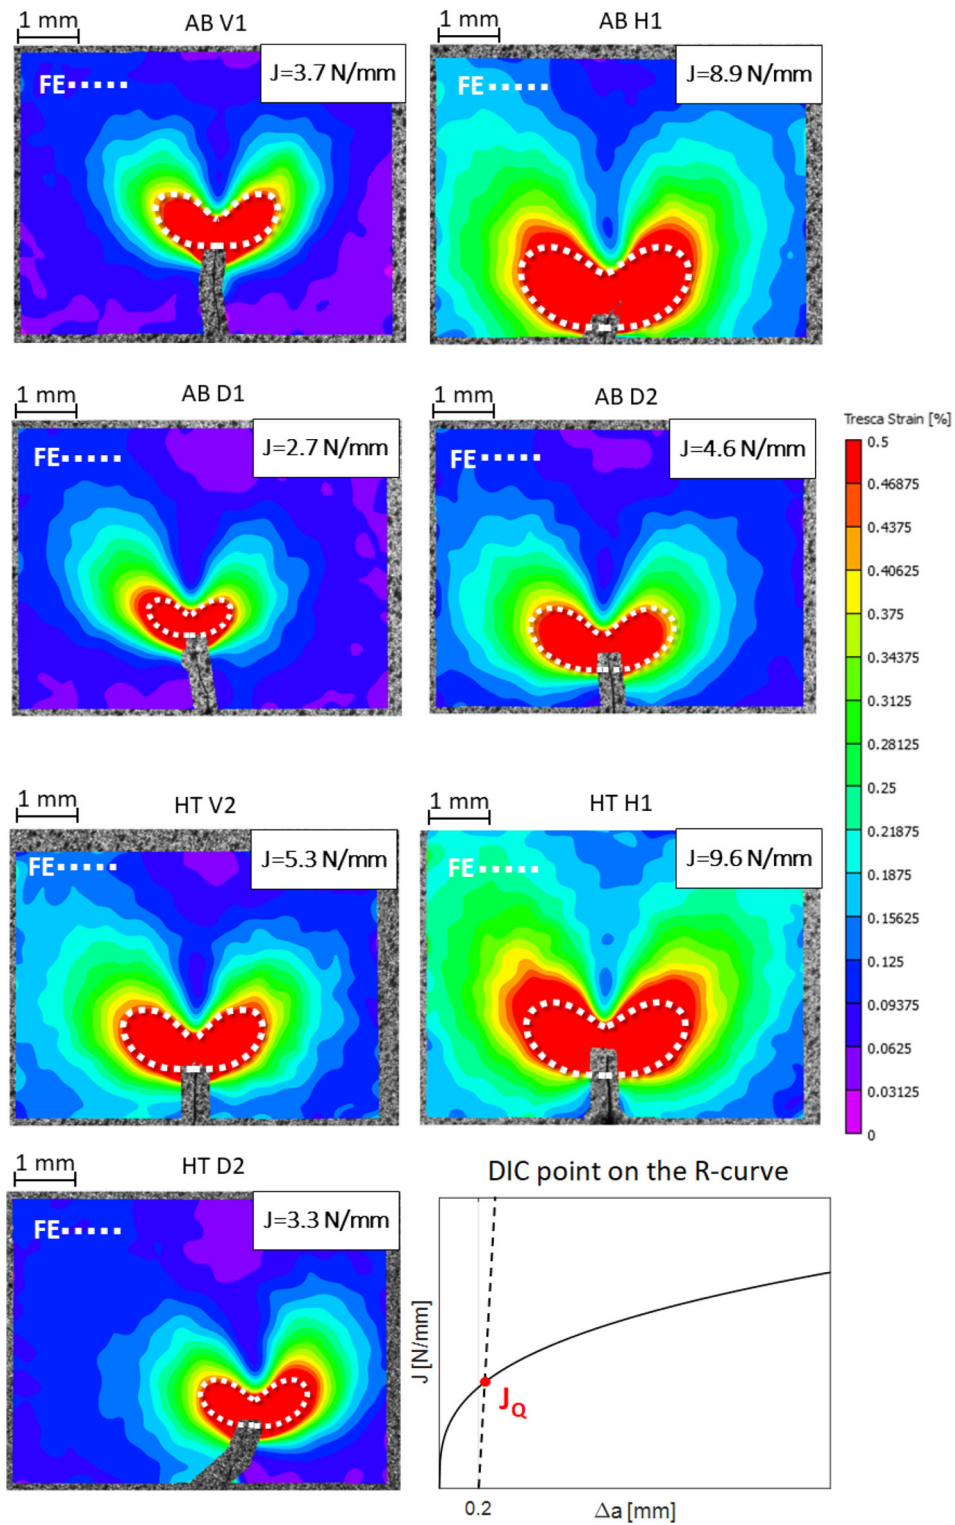 1 mm
AB V1
FE
J=3.7 N/mm
1 mm
AB H1
FE
J=8.9 N/mm
1 mm
AB D1
FE
J=2.7 N/mm
1 mm
AB D2
FE
J=4.6 N/mm
Tresca Strain [%]
0.5
0.46875
0.4375
0.40625
0.375
0.34375
0.3125
0.28125
0.25
0.21875
0.1875
0.15625
0.125
0.09375
0.0625
0.03125
0
1 mm
HT V2
FE
J=5.3 N/mm
1 mm
HT H1
FE
J=9.6 N/mm
1 mm
HT D2
FE
J=3.3 N/mm
DIC point on the R-curve
J [N/mm]
J_Q
0.2
Δa [mm]